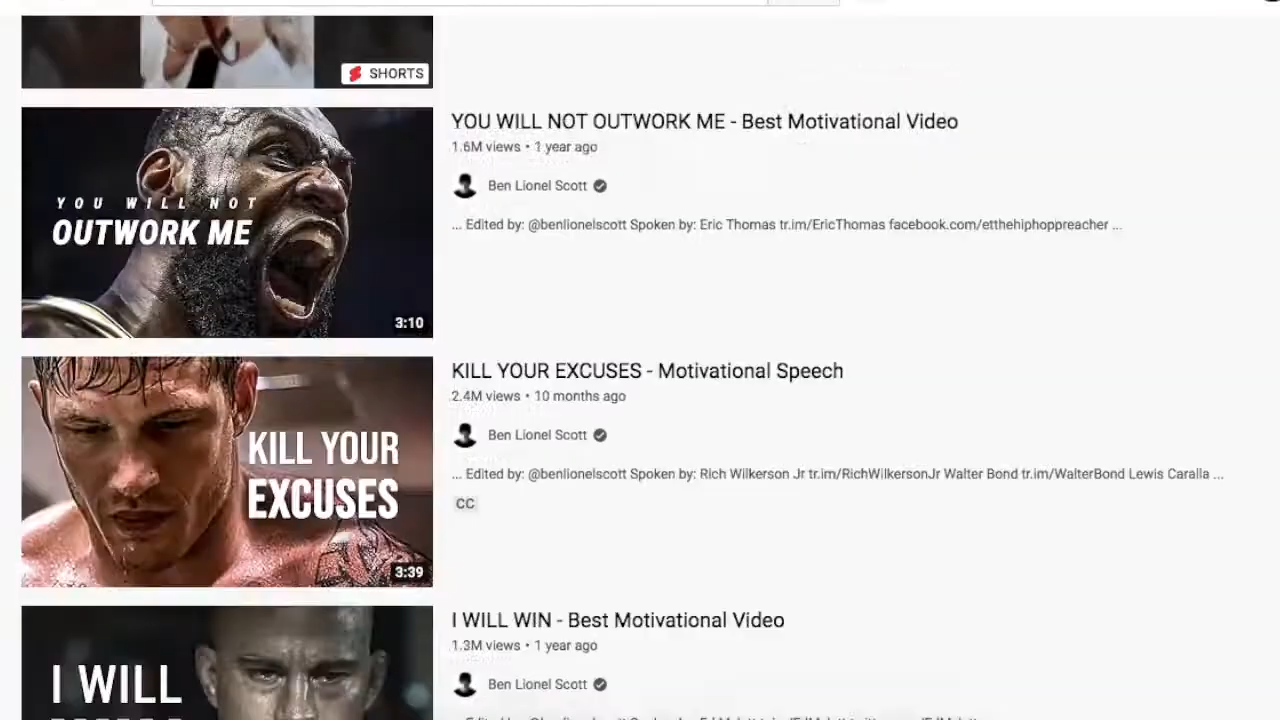 SHORTS
YOU WILL NOT
OUTWORK ME
3:10
YOU WILL NOT OUTWORK ME - Best Motivational Video
1.6M views • 1 year ago
Ben Lionel Scott
... Edited by: @benlionelscott Spoken by: Eric Thomas tr.im/EricThomas facebook.com/etthehiphoppreacher ...
KILL YOUR
EXCUSES
3:39
KILL YOUR EXCUSES - Motivational Speech
2.4M views • 10 months ago
Ben Lionel Scott
... Edited by: @benlionelscott Spoken by: Rich Wilkerson Jr tr.im/RichWilkersonJr Walter Bond tr.im/WalterBond Lewis Caralla ...
CC
I WILL
I WILL WIN - Best Motivational Video
1.3M views • 1 year ago
Ben Lionel Scott